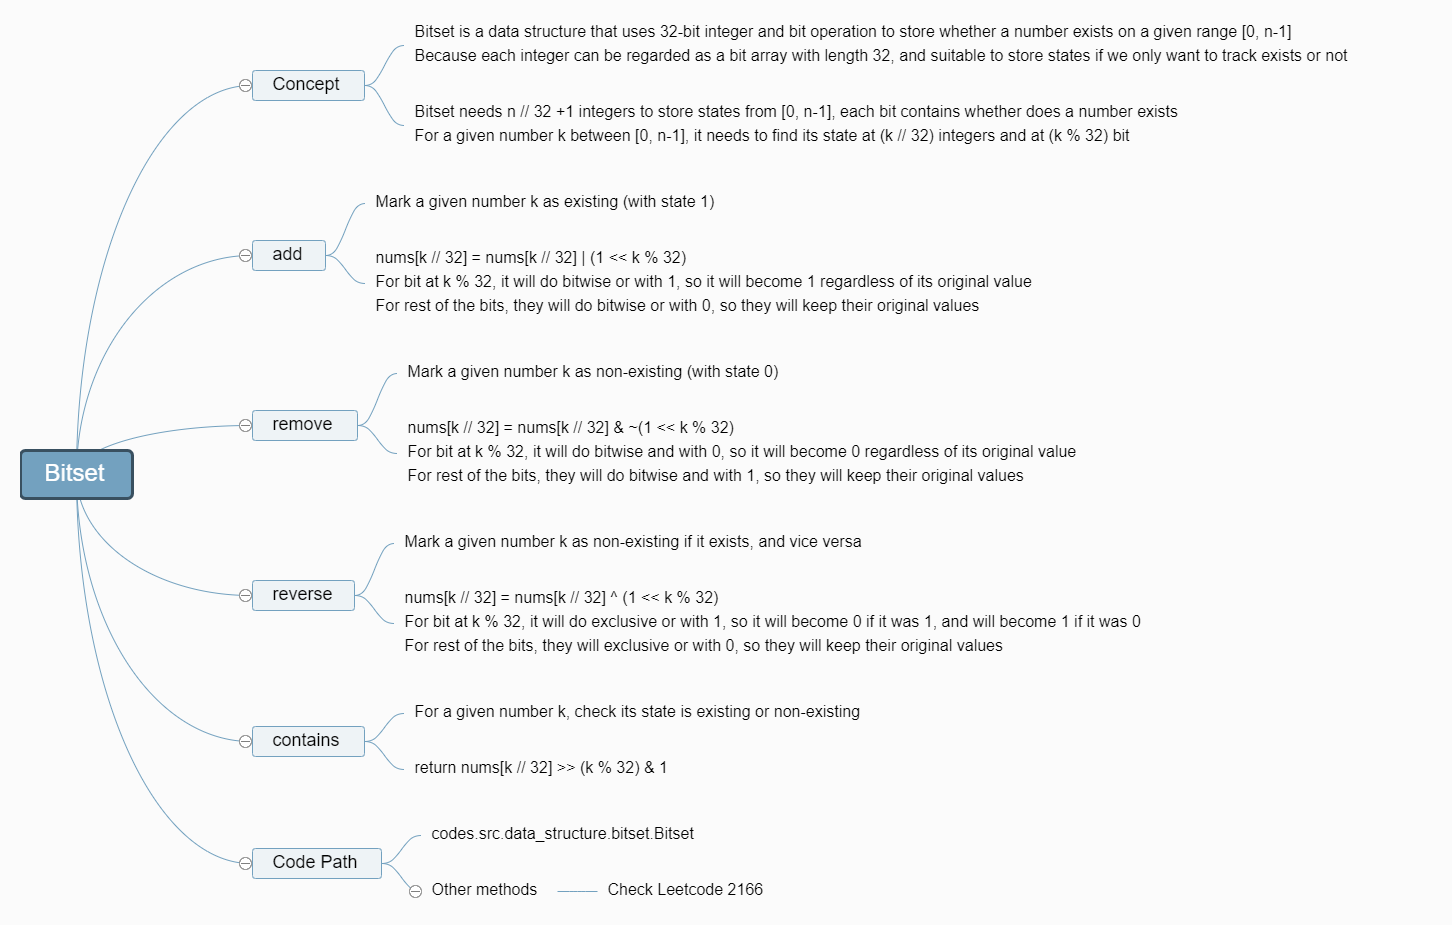 Bitset
Concept
Bitset is a data structure that uses 32-bit integer and bit operation to store whether a number exists on a given range [0, n-1]
Because each integer can be regarded as a bit array with length 32, and suitable to store states if we only want to track exists or not
Bitset needs n // 32 +1 integers to store states from [0, n-1], each bit contains whether does a number exists
For a given number k between [0, n-1], it needs to find its state at (k // 32) integers and at (k % 32) bit
add
Mark a given number k as existing (with state 1)
nums[k // 32] = nums[k // 32] | (1 << k % 32)
For bit at k % 32, it will do bitwise or with 1, so it will become 1 regardless of its original value
For rest of the bits, they will do bitwise or with 0, so they will keep their original values
remove
Mark a given number k as non-existing (with state 0)
nums[k // 32] = nums[k // 32] & ~(1 << k % 32)
For bit at k % 32, it will do bitwise and with 0, so it will become 0 regardless of its original value
For rest of the bits, they will do bitwise and with 1, so they will keep their original values
reverse
Mark a given number k as non-existing if it exists, and vice versa
nums[k // 32] = nums[k // 32] ^ (1 << k % 32)
For bit at k % 32, it will do exclusive or with 1, so it will become 0 if it was 1, and will become 1 if it was 0
For rest of the bits, they will exclusive or with 0, so they will keep their original values
contains
For a given number k, check its state is existing or non-existing
return nums[k // 32] >> (k % 32) & 1
Code Path
codes.src.data_structure.bitset.Bitset
Other methods
Check Leetcode 2166